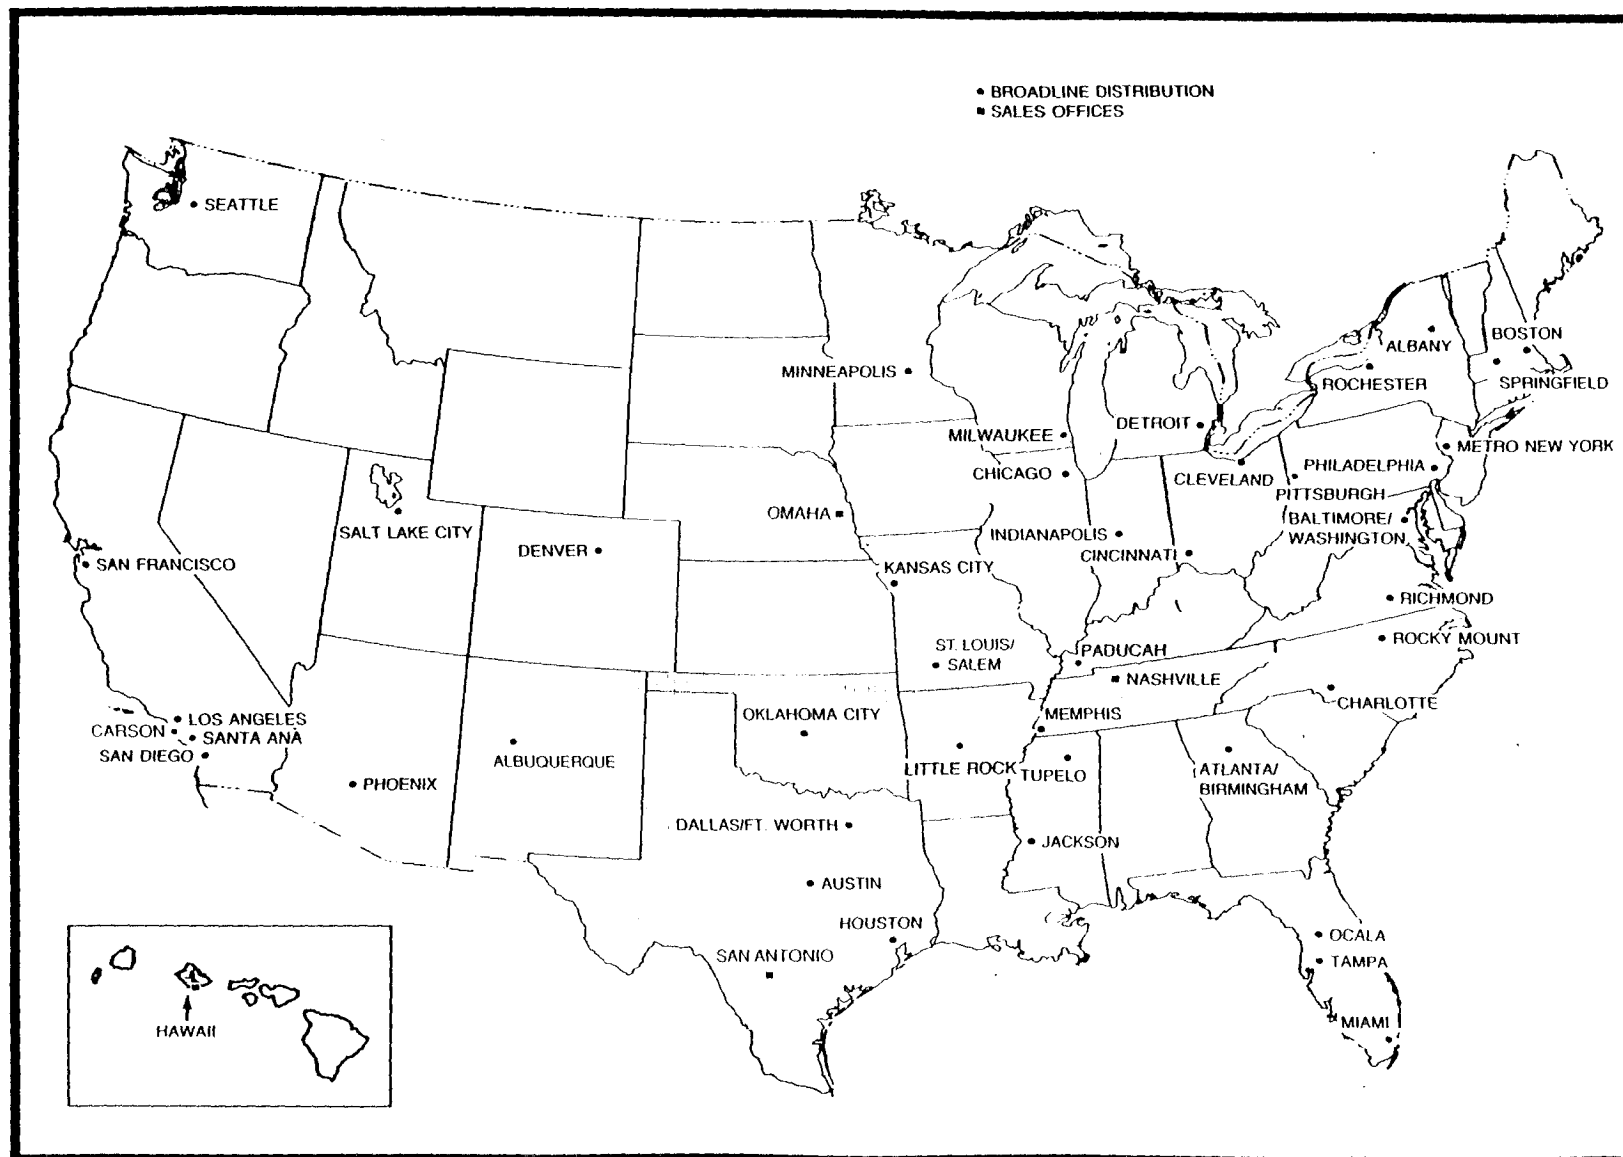 • BROADLINE DISTRIBUTION
■ SALES OFFICES
SEATTLE
BOSTON
ALBANY
MINNEAPOLIS
ROCHESTER
SPRINGFIELD
DETROIT
MILWAUKEE
METRO NEW YORK
PHILADELPHIA
CHICAGO
CLEVELAND
PITTSBURGH
OMAHA
BALTIMORE/
WASHINGTON
SALT LAKE CITY
INDIANAPOLIS
DENVER
CINCINNATI
SAN FRANCISCO
KANSAS CITY
RICHMOND
ROCKY MOUNT
ST. LOUIS/
SALEM
PADUCAH
NASHVILLE
CHARLOTTE
OKLAHOMA CITY
MEMPHIS
LOS ANGELES
CARSON
SANTA ANA
SAN DIEGO
ALBUQUERQUE
LITTLE ROCK
TUPELO
ATLANTA/
BIRMINGHAM
PHOENIX
DALLAS/FT. WORTH
JACKSON
AUSTIN
HOUSTON
OCALA
SAN ANTONIO
TAMPA
MIAMI
HAWAII